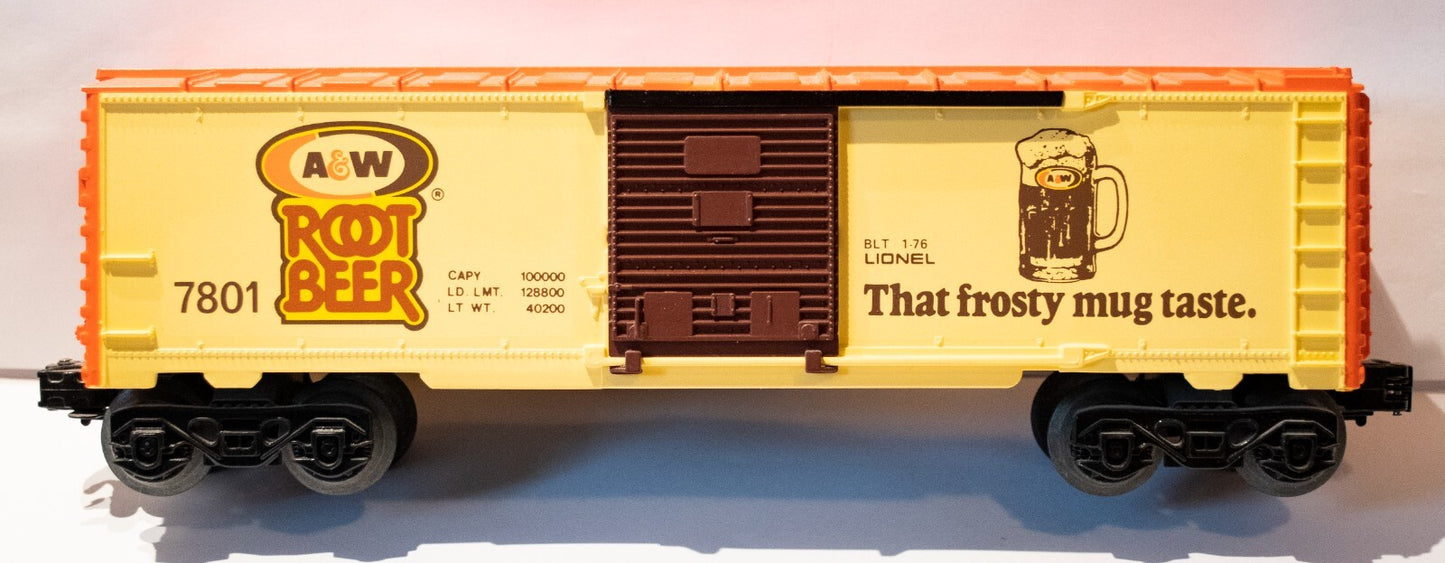 A&W
ROOT
BEER
®
7801
CAPY 100000
LD. LMT. 128800
LT WT. 40200
A&W
BLT 1-76
LIONEL
That frosty mug taste.